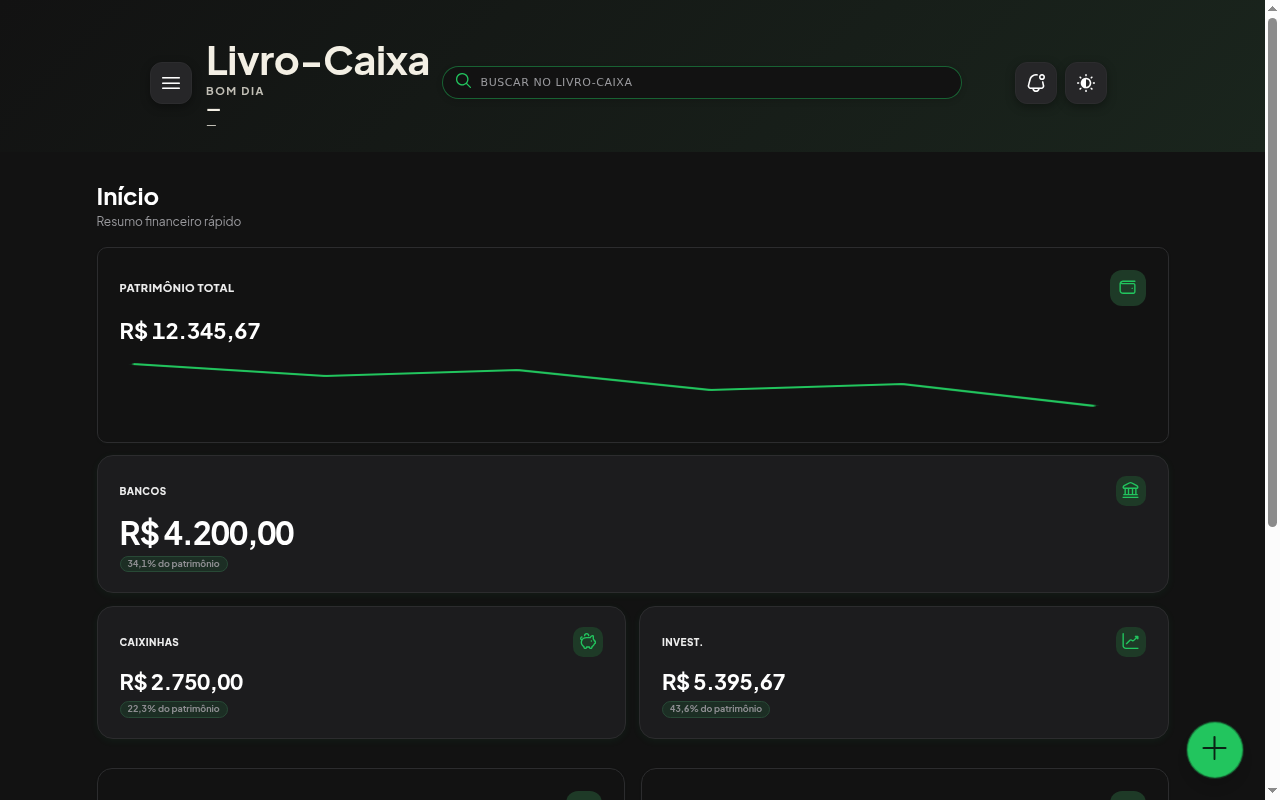 Livro-Caixa
BOM DIA
—
—
BUSCAR NO LIVRO-CAIXA
Início
Resumo financeiro rápido
PATRIMÔNIO TOTAL
R$ 12.345,67
BANCOS
R$ 4.200,00
34,1% do patrimônio
CAIXINHAS
R$ 2.750,00
22,3% do patrimônio
INVEST.
R$ 5.395,67
43,6% do patrimônio